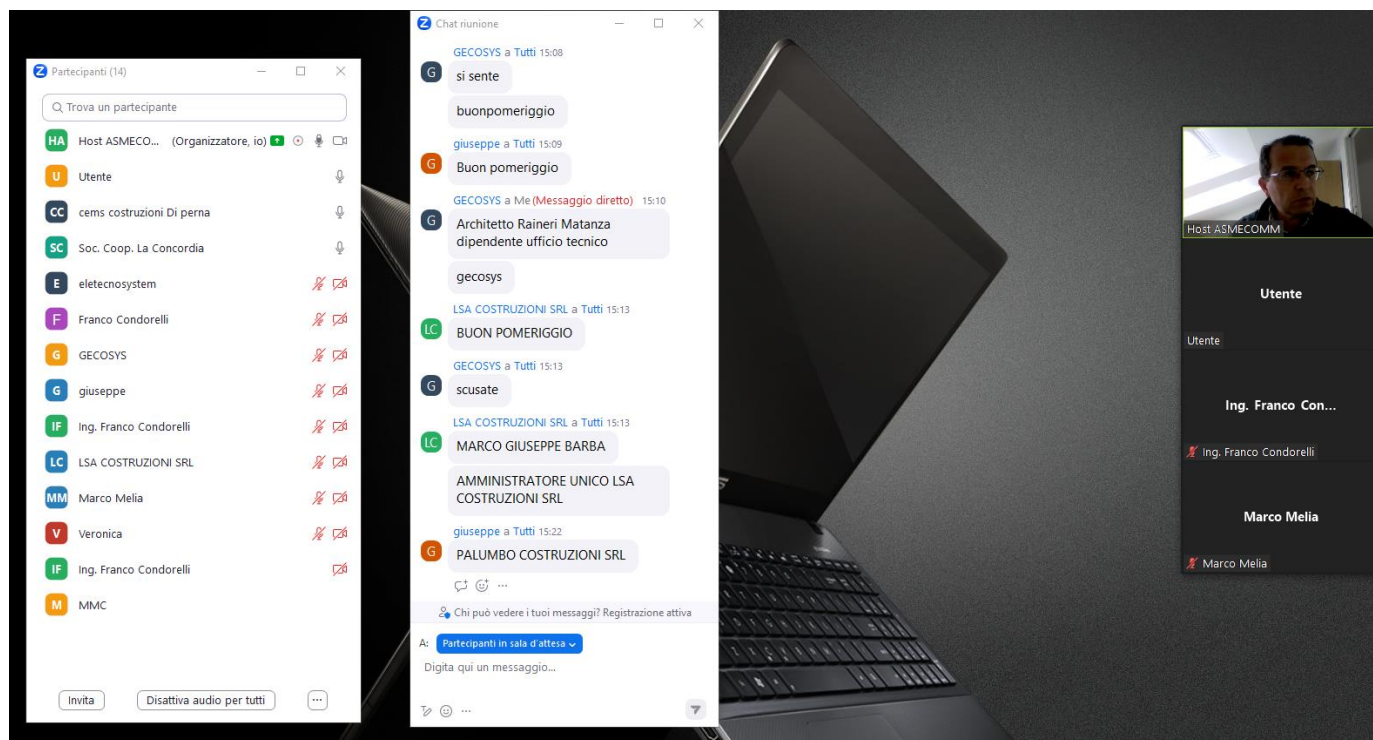 Partecipanti (14)
Trova un partecipante
HA Host ASMECO... (Organizzatore, io)
U Utente
CC cems costruzioni Di perna
SC Soc. Coop. La Concordia
E eletecnosystem
F Franco Condorelli
G GECOSYS
G giuseppe
IF Ing. Franco Condorelli
LC LSA COSTRUZIONI SRL
MM Marco Melia
V Veronica
IF Ing. Franco Condorelli
M MMC
Invita
Disattiva audio per tutti
Chat riunione
GECOSYS a Tutti 15:08
G si sente
buonpomeriggio
giuseppe a Tutti 15:09
G Buon pomeriggio
GECOSYS a Me (Messaggio diretto) 15:10
G Architetto Raineri Matanza
dipendente ufficio tecnico
gecosys
LSA COSTRUZIONI SRL a Tutti 15:13
LC BUON POMERIGGIO
GECOSYS a Tutti 15:13
G scusate
LSA COSTRUZIONI SRL a Tutti 15:13
LC MARCO GIUSEPPE BARBA
AMMINISTRATORE UNICO LSA
COSTRUZIONI SRL
giuseppe a Tutti 15:22
G PALUMBO COSTRUZIONI SRL
Chi può vedere i tuoi messaggi? Registrazione attiva
A: Partecipanti in sala d'attesa
Digita qui un messaggio...
Host ASMECOMM
Utente
Utente
Ing. Franco Con...
Ing. Franco Condorelli
Marco Melia
Marco Melia